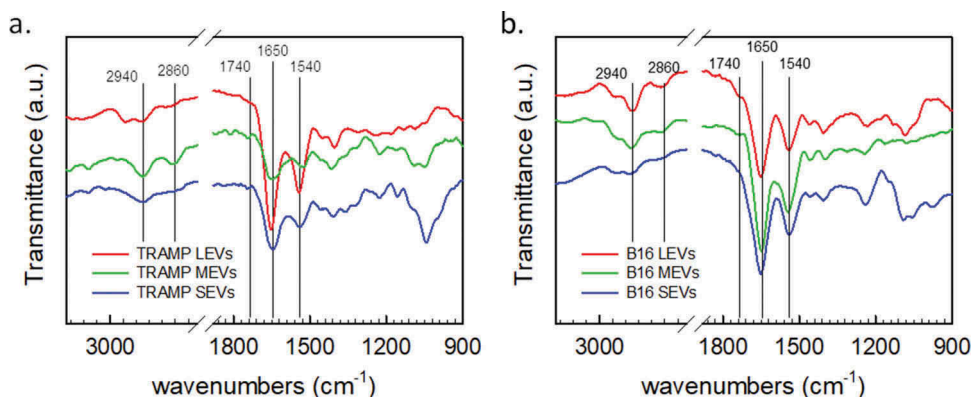 a.
1650
1740
1540
2940
2860
Transmittance (a.u.)
TRAMP LEVs
TRAMP MEVs
TRAMP SEVs
3000
1800
1500
1200
900
wavenumbers (cm⁻¹)
b.
1650
1740
1540
2940
2860
Transmittance (a.u.)
B16 LEVs
B16 MEVs
B16 SEVs
3000
1800
1500
1200
900
wavenumbers (cm⁻¹)